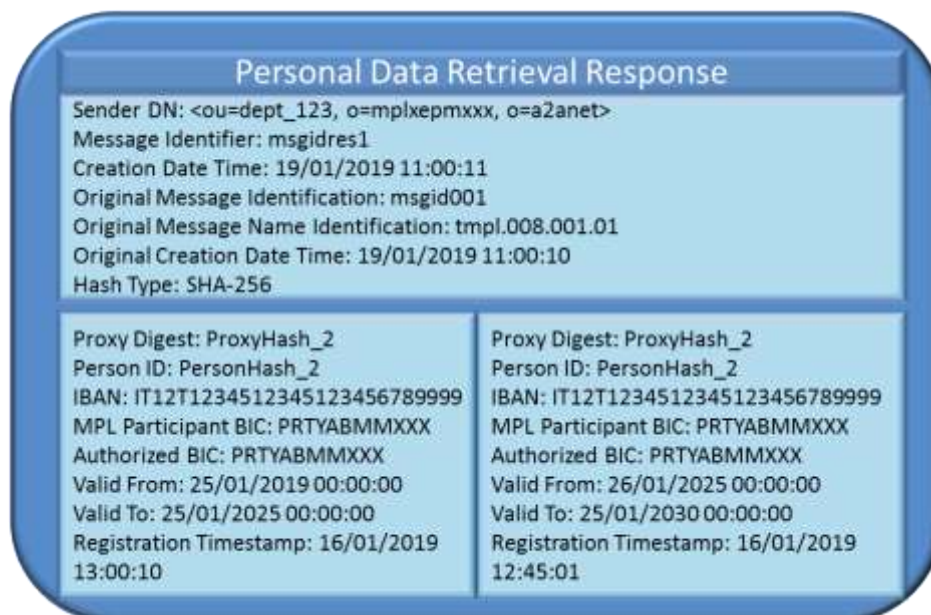 Personal Data Retrieval Response
Sender DN: <ou=dept_123, o=mplxepmxxx, o=a2anet>
Message Identifier: msgidres1
Creation Date Time: 19/01/2019 11:00:11
Original Message Identification: msgid001
Original Message Name Identification: tmpl.008.001.01
Original Creation Date Time: 19/01/2019 11:00:10
Hash Type: SHA-256
Proxy Digest: ProxyHash_2
Person ID: PersonHash_2
IBAN: IT12T1234512345123456789999
MPL Participant BIC: PRTYABMMXXX
Authorized BIC: PRTYABMMXXX
Valid From: 25/01/2019 00:00:00
Valid To: 25/01/2025 00:00:00
Registration Timestamp: 16/01/2019
13:00:10
Proxy Digest: ProxyHash_2
Person ID: PersonHash_2
IBAN: IT12T1234512345123456789999
MPL Participant BIC: PRTYABMMXXX
Authorized BIC: PRTYABMMXXX
Valid From: 26/01/2025 00:00:00
Valid To: 25/01/2030 00:00:00
Registration Timestamp: 16/01/2019
12:45:01